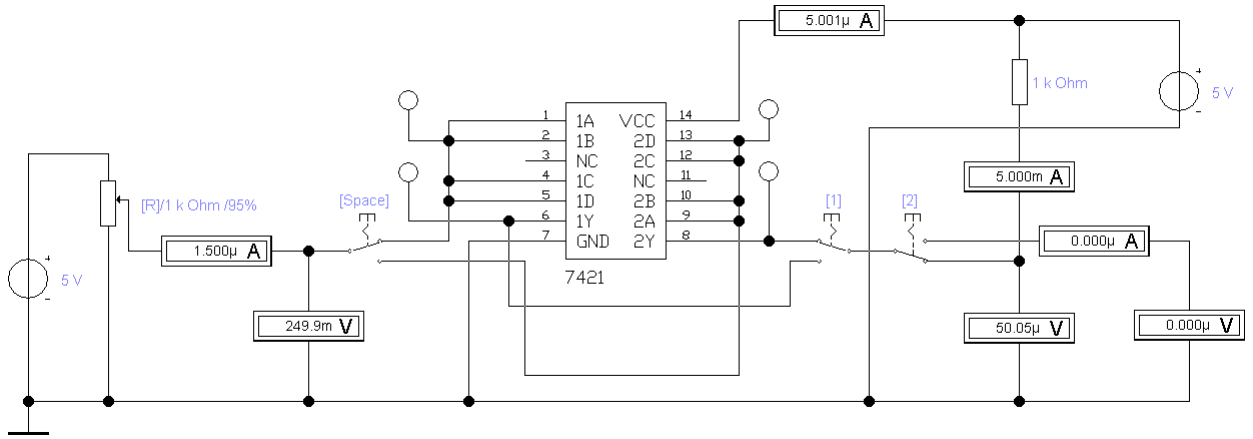 5.001µ A
1 k Ohm
+
5 V
-
1 1A VCC 14
2 1B 2D 13
3 NC 2C 12
4 1C NC 11
5 1D 2B 10
6 1Y 2A 9
7 GND 2Y 8
7421
[R]/1 k Ohm /95%
[Space]
[1]
[2]
5.000m A
1.500µ A
0.000µ A
+
5 V
-
249.9m V
50.05µ V
0.000µ V